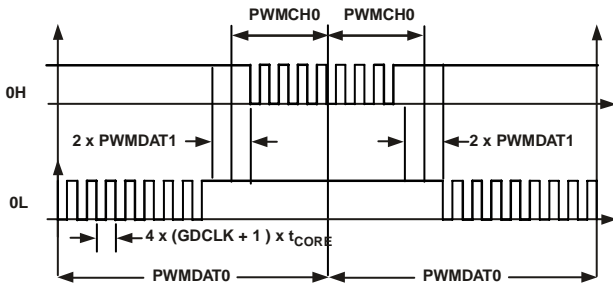 PWMCH0 PWMCH0
0H
2 x PWMDAT1 2 x PWMDAT1
0L
4 x (GDCLK + 1 ) x tCORE
PWMDAT0 PWMDAT0